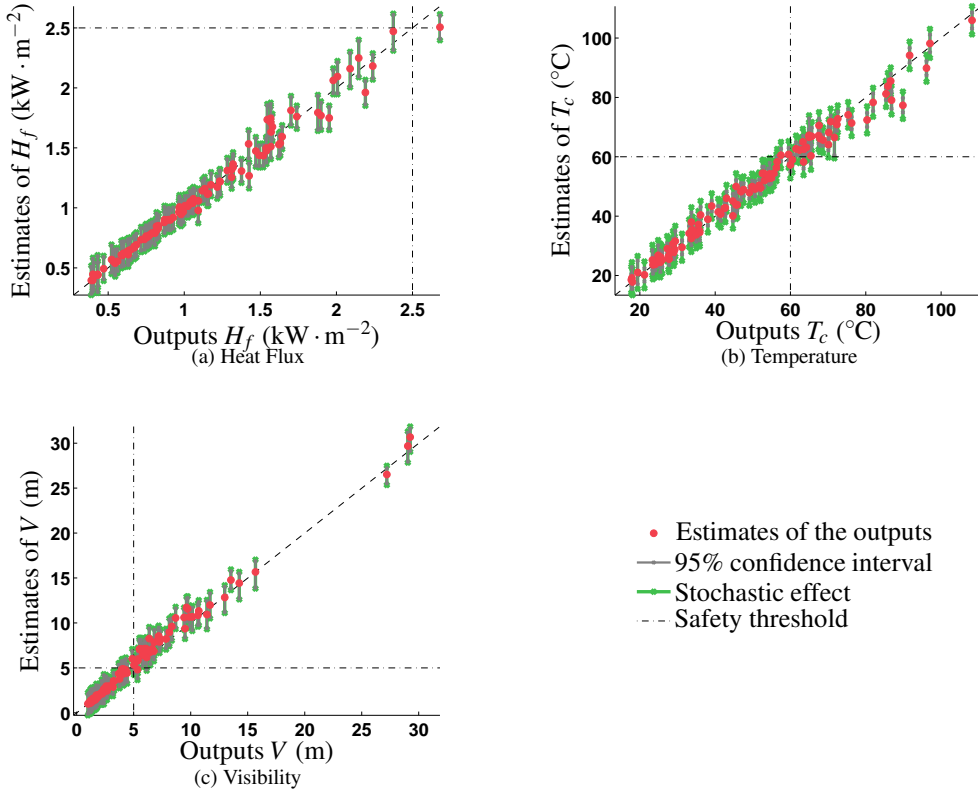 Estimates of H_f (kW · m⁻²)
2.5
2
1.5
1
0.5
0.5 1 1.5 2 2.5
Outputs H_f (kW · m⁻²)
(a) Heat Flux
Estimates of T_c (°C)
100
80
60
40
20
20 40 60 80 100
Outputs T_c (°C)
(b) Temperature
Estimates of V (m)
30
25
20
15
10
5
0
0 5 10 15 20 25 30
Outputs V (m)
(c) Visibility
Estimates of the outputs
95% confidence interval
Stochastic effect
Safety threshold